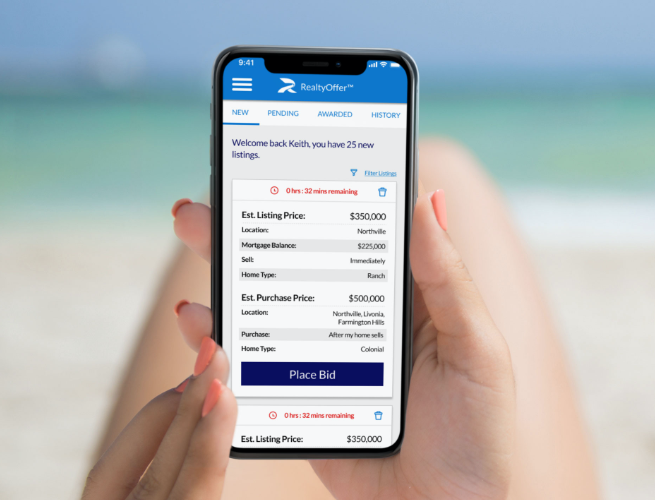 9:41
RealtyOffer™
NEW PENDING AWARDED HISTORY
Welcome back Keith, you have 25 new
listings.
Filter Listings
0 hrs : 32 mins remaining
Est. Listing Price: $350,000
Location: Northville
Mortgage Balance: $225,000
Sell: Immediately
Home Type: Ranch
Est. Purchase Price: $500,000
Location: Northville, Livonia,
Farmington Hills
Purchase: After my home sells
Home Type: Colonial
Place Bid
0 hrs : 32 mins remaining
Est. Listing Price: $350,000